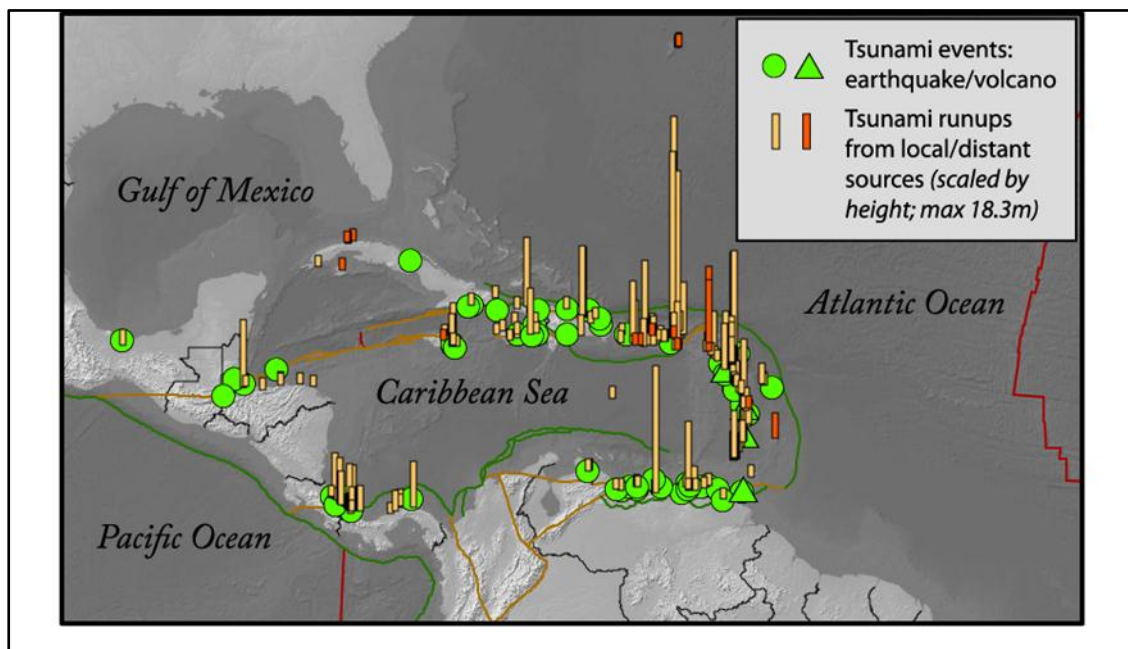 Tsunami events:
earthquake/volcano
Tsunami runups
from local/distant
sources (scaled by
height; max 18.3m)
Gulf of Mexico
Atlantic Ocean
Caribbean Sea
Pacific Ocean